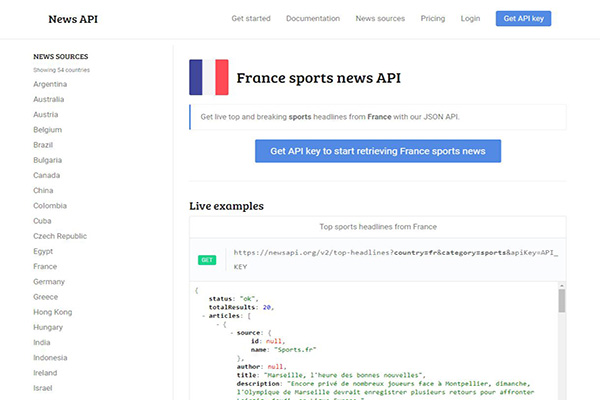 News API
Get started
Documentation
News sources
Pricing
Login
Get API key
NEWS SOURCES
Showing 54 countries
Argentina
Australia
Austria
Belgium
Brazil
Bulgaria
Canada
China
Colombia
Cuba
Czech Republic
Egypt
France
Germany
Greece
Hong Kong
Hungary
India
Indonesia
Ireland
Israel
France sports news API
Get live top and breaking sports headlines from France with our JSON API.
Get API key to start retrieving France sports news
Live examples
Top sports headlines from France
GET
https://newsapi.org/v2/top-headlines?country=fr&category=sports&apiKey=API_
KEY
{
status: "ok",
totalResults: 20,
- articles: [
- {
- source: {
id: null,
name: "Sports.fr"
},
author: null,
title: "Marseille, l'heure des bonnes nouvelles",
description: "Encore privé de nombreux joueurs face à Montpellier, dimanche,
l'Olympique de Marseille devrait enregistrer plusieurs retours pour affronter